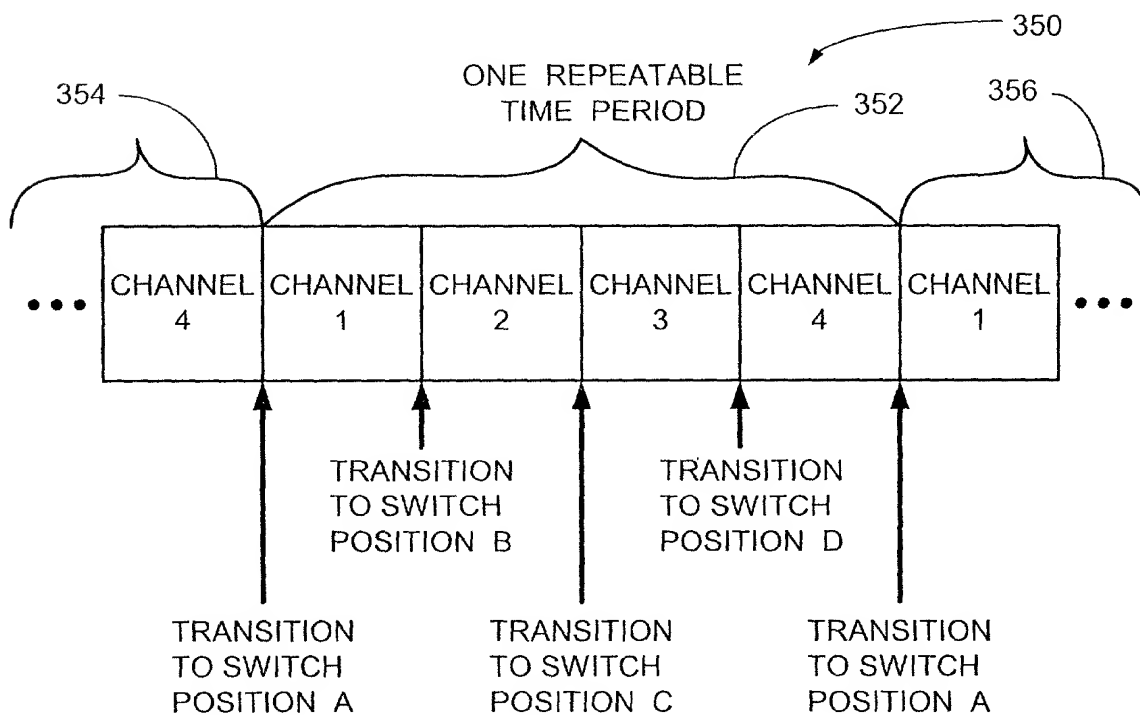 350
ONE REPEATABLE
TIME PERIOD
354
352
356
CHANNEL
4
CHANNEL
1
CHANNEL
2
CHANNEL
3
CHANNEL
4
CHANNEL
1
TRANSITION
TO SWITCH
POSITION B
TRANSITION
TO SWITCH
POSITION D
TRANSITION
TO SWITCH
POSITION A
TRANSITION
TO SWITCH
POSITION C
TRANSITION
TO SWITCH
POSITION A